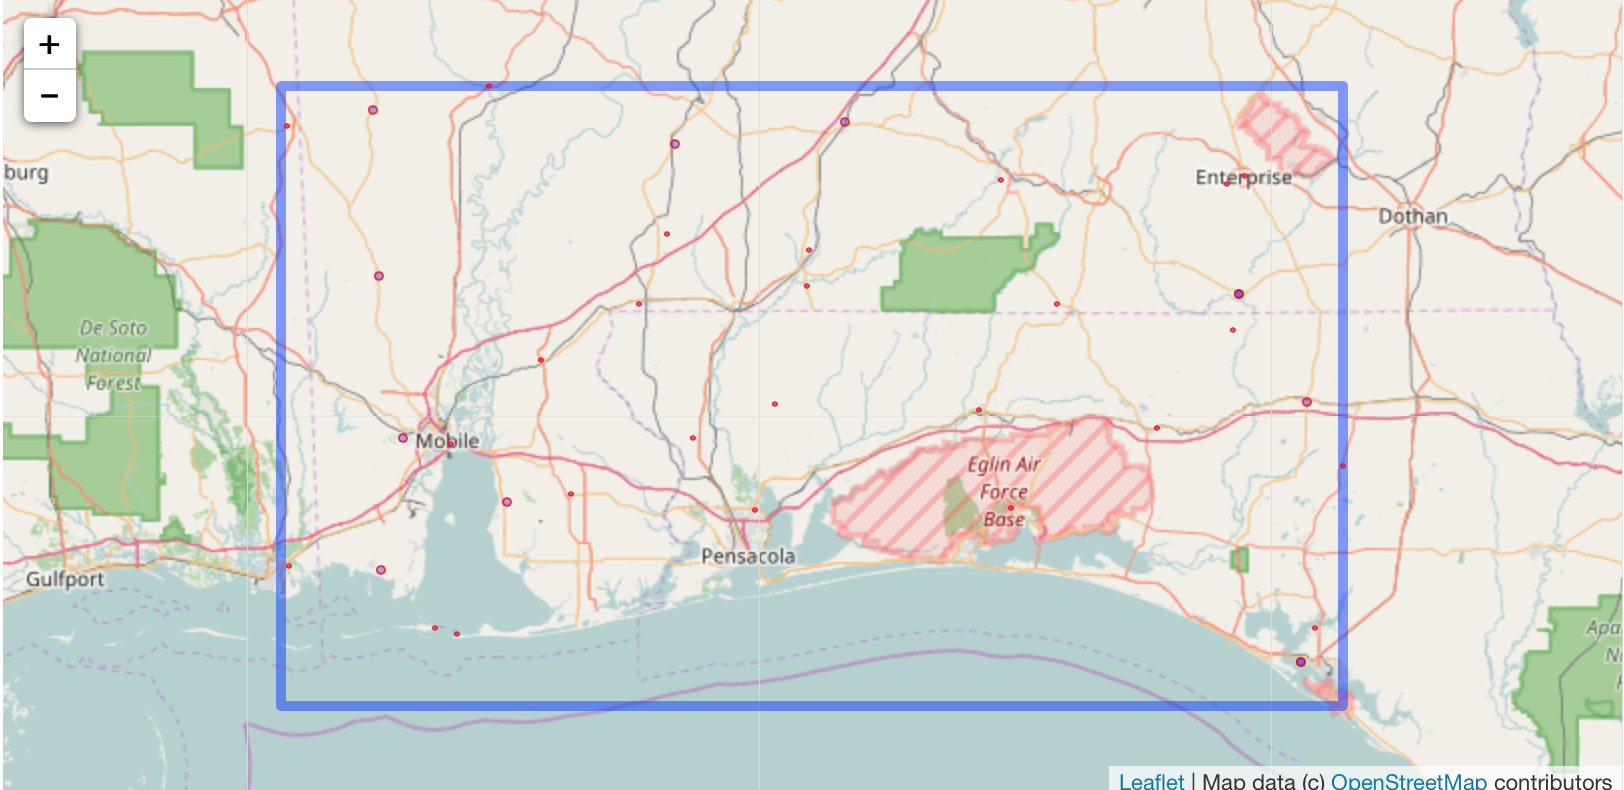 +
−
burg
Enterprise
Dothan
De Soto
National
Forest
Mobile
Eglin Air
Force
Base
Pensacola
Gulfport
Apa
Leaflet | Map data (c) OpenStreetMap contributors